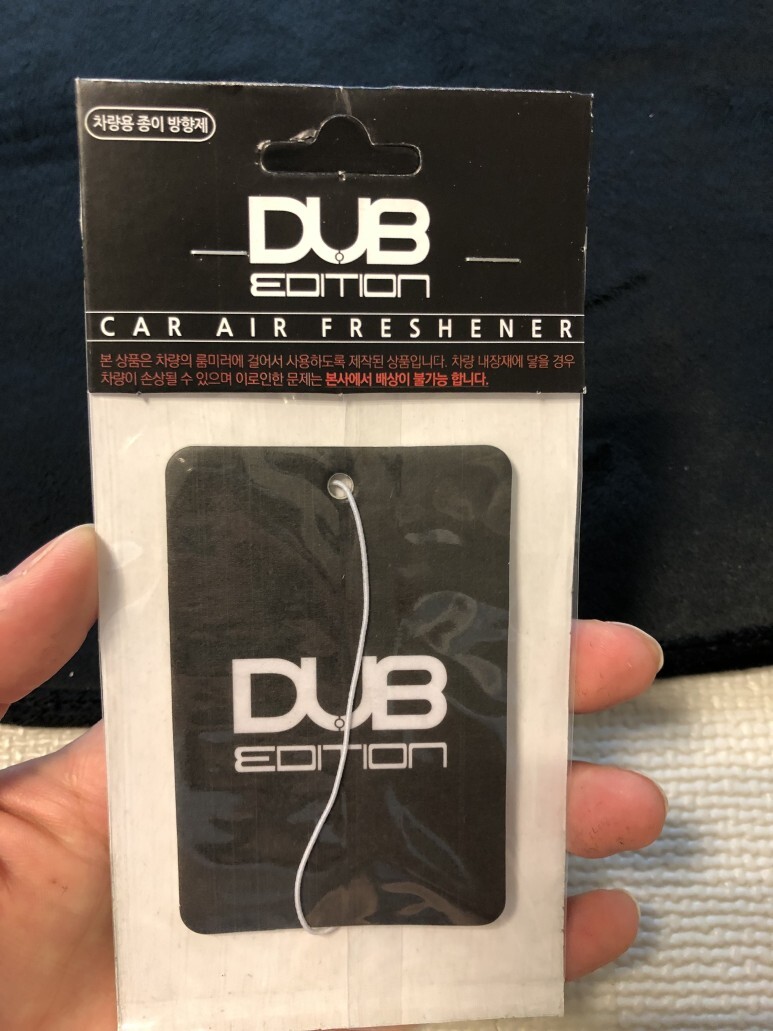 차량용 종이 방향제
DUB
EDITION
CAR AIR FRESHENER
본 상품은 차량의 룸미러에 걸어서 사용하도록 제작된 상품입니다. 차량 내장재에 닿을 경우
차량이 손상될 수 있으며 이로인한 문제는 본사에서 배상이 불가능 합니다.
DUB
EDITION